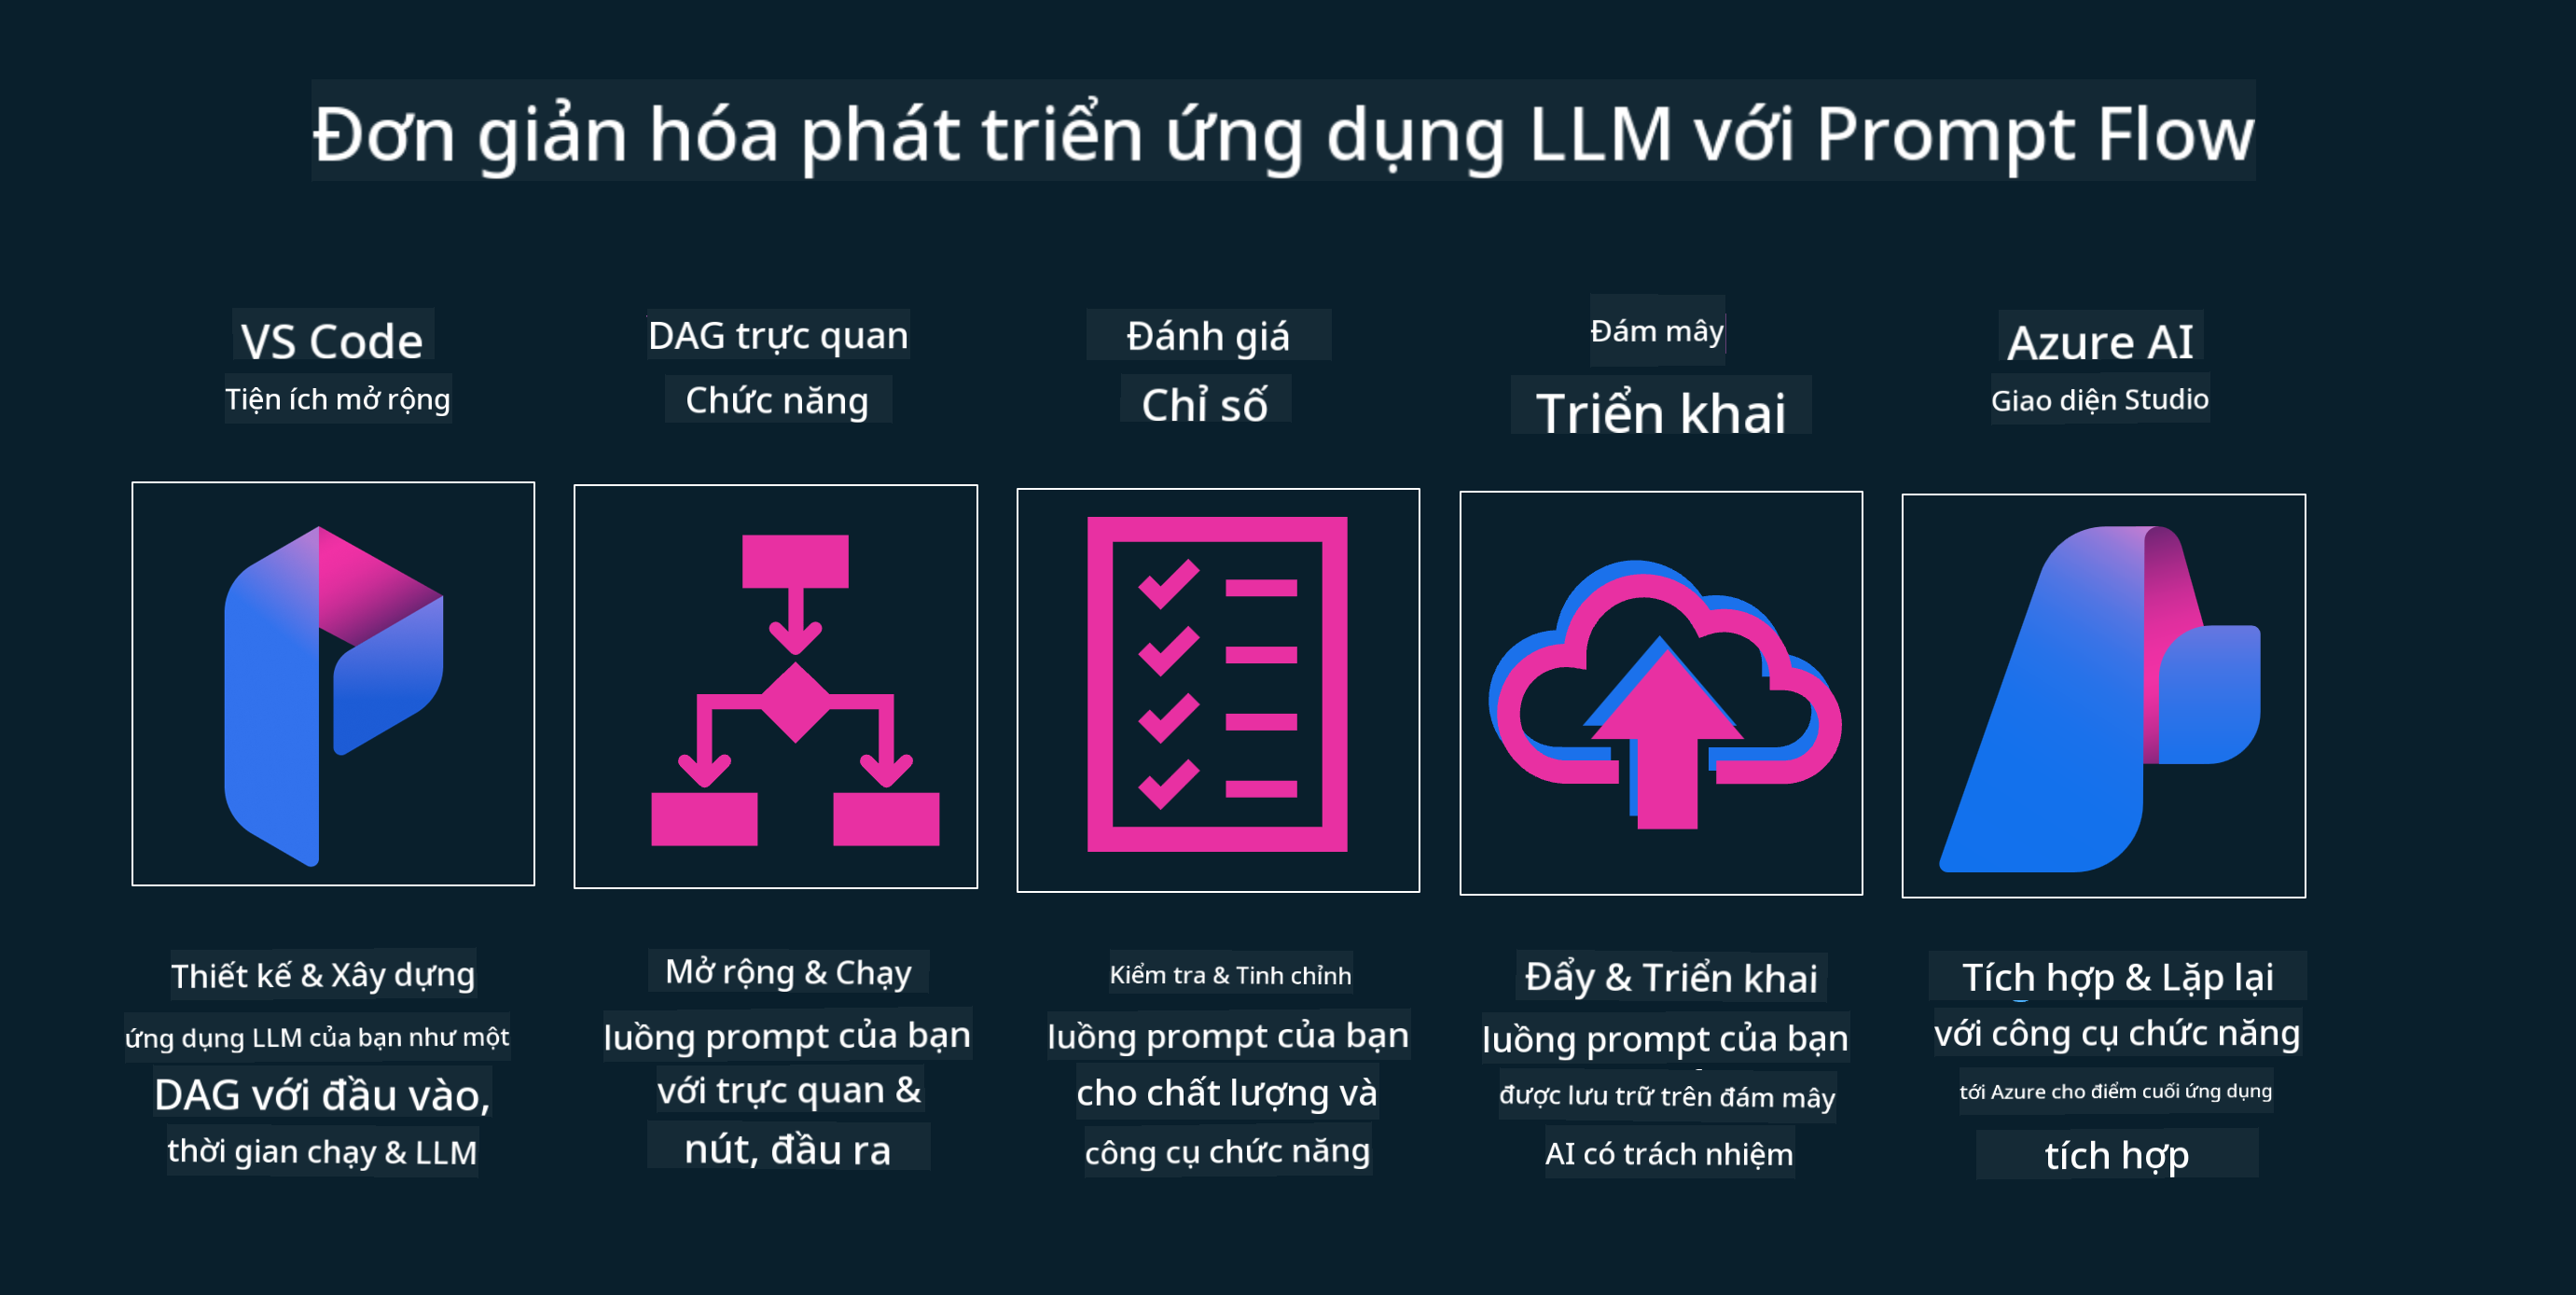 Đơn giản hóa phát triển ứng dụng LLM với Prompt Flow
VS Code
Tiện ích mở rộng
DAG trực quan
Chức năng
Đánh giá
Chỉ số
Đám mây
Triển khai
Azure AI
Giao diện Studio
Thiết kế & Xây dựng
ứng dụng LLM của bạn như một
DAG với đầu vào,
thời gian chạy & LLM
Mở rộng & Chạy
luồng prompt của bạn
với trực quan &
nút, đầu ra
Kiểm tra & Tinh chỉnh
luồng prompt của bạn
cho chất lượng và
công cụ chức năng
Đẩy & Triển khai
luồng prompt của bạn
được lưu trữ trên đám mây
AI có trách nhiệm
Tích hợp & Lặp lại
với công cụ chức năng
tới Azure cho điểm cuối ứng dụng
tích hợp